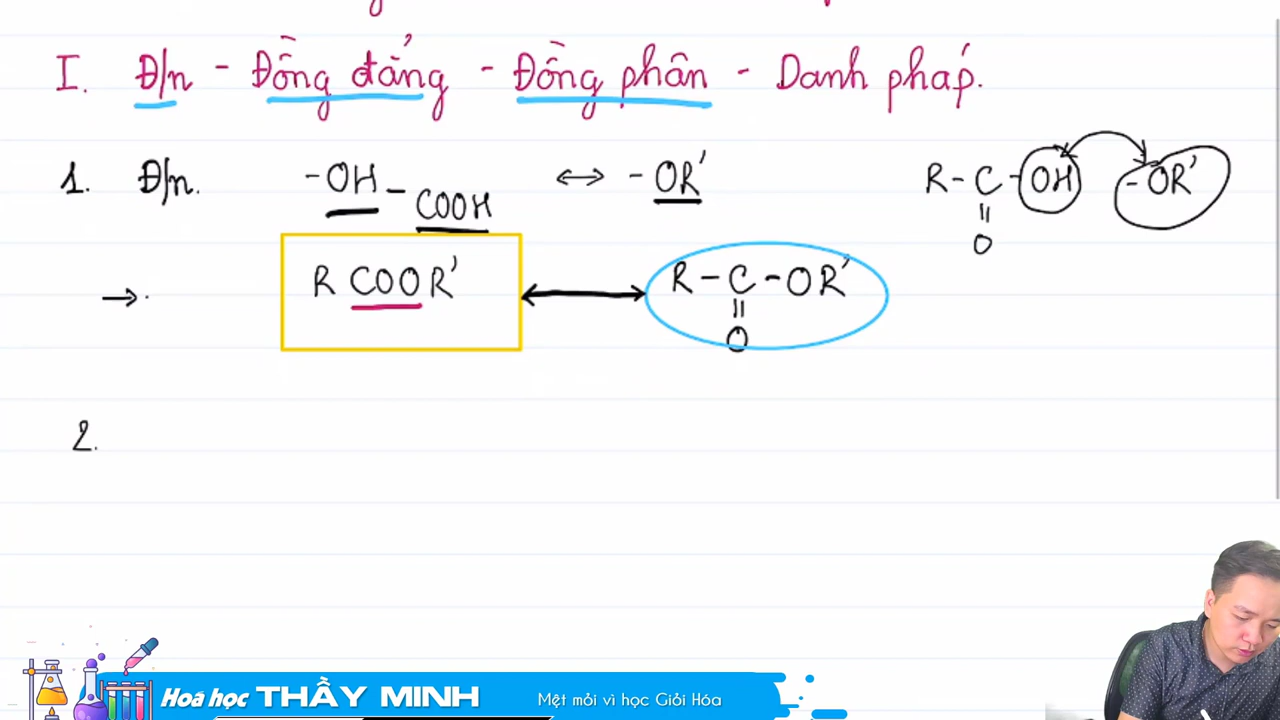 I. Đ/n - Đồng đẳng - Đồng phân - Danh pháp.
1. Đ/n. -OH - COOH ↔ -OR' R-C-OH -OR'
||
O
→ R COO R' ↔ R-C-OR'
||
O
2.
Hoá học THẦY MINH Mệt mỏi vì học Giỏi Hóa